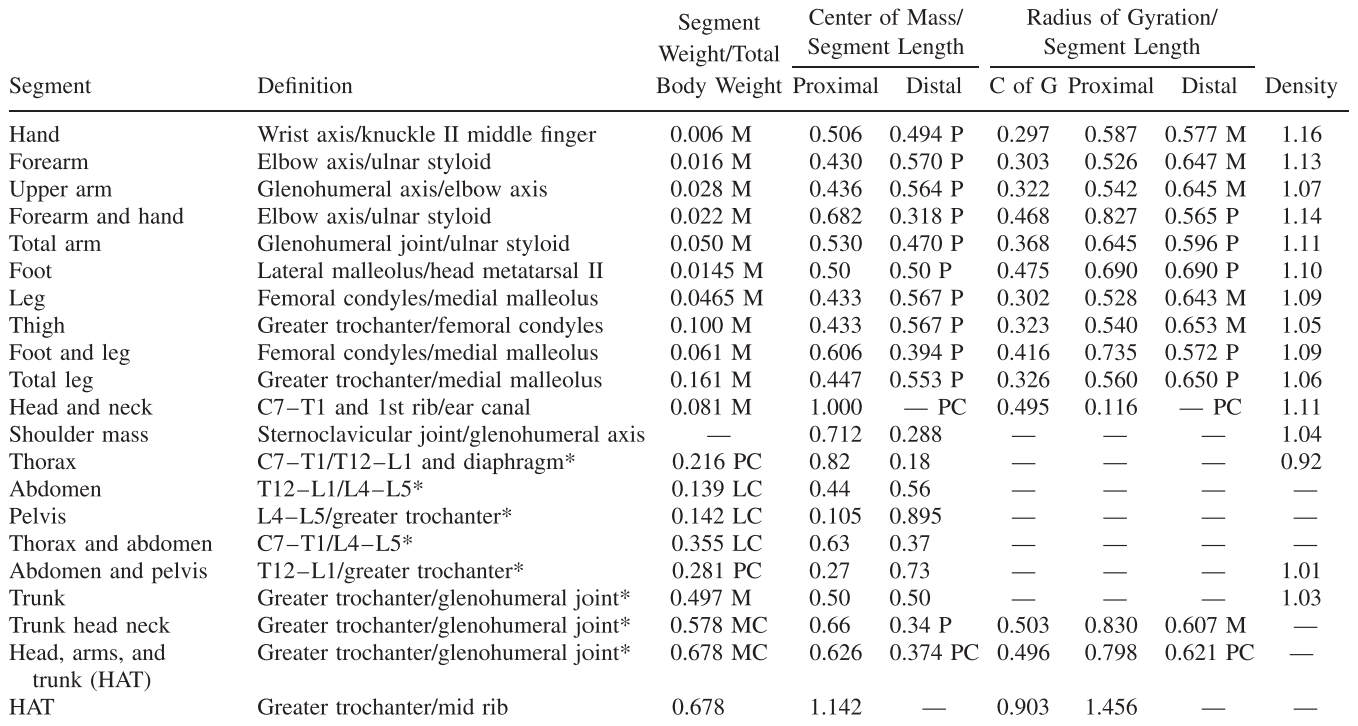 Segment Weight/Total Body Weight Center of Mass/ Segment Length Radius of Gyration/ Segment Length
Segment Definition Proximal Distal C of G Proximal Distal Density
Hand Wrist axis/knuckle II middle finger 0.006 M 0.506 0.494 P 0.297 0.587 0.577 M 1.16
Forearm Elbow axis/ulnar styloid 0.016 M 0.430 0.570 P 0.303 0.526 0.647 M 1.13
Upper arm Glenohumeral axis/elbow axis 0.028 M 0.436 0.564 P 0.322 0.542 0.645 M 1.07
Forearm and hand Elbow axis/ulnar styloid 0.022 M 0.682 0.318 P 0.468 0.827 0.565 P 1.14
Total arm Glenohumeral joint/ulnar styloid 0.050 M 0.530 0.470 P 0.368 0.645 0.596 P 1.11
Foot Lateral malleolus/head metatarsal II 0.0145 M 0.50 0.50 P 0.475 0.690 0.690 P 1.10
Leg Femoral condyles/medial malleolus 0.0465 M 0.433 0.567 P 0.302 0.528 0.643 M 1.09
Thigh Greater trochanter/femoral condyles 0.100 M 0.433 0.567 P 0.323 0.540 0.653 M 1.05
Foot and leg Femoral condyles/medial malleolus 0.061 M 0.606 0.394 P 0.416 0.735 0.572 P 1.09
Total leg Greater trochanter/medial malleolus 0.161 M 0.447 0.553 P 0.326 0.560 0.650 P 1.06
Head and neck C7–T1 and 1st rib/ear canal 0.081 M 1.000 — PC 0.495 0.116 — PC 1.11
Shoulder mass Sternoclavicular joint/glenohumeral axis — 0.712 0.288 — — — 1.04
Thorax C7–T1/T12–L1 and diaphragm* 0.216 PC 0.82 0.18 — — — 0.92
Abdomen T12–L1/L4–L5* 0.139 LC 0.44 0.56 — — — —
Pelvis L4–L5/greater trochanter* 0.142 LC 0.105 0.895 — — — —
Thorax and abdomen C7–T1/L4–L5* 0.355 LC 0.63 0.37 — — — —
Abdomen and pelvis T12–L1/greater trochanter* 0.281 PC 0.27 0.73 — — — 1.01
Trunk Greater trochanter/glenohumeral joint* 0.497 M 0.50 0.50 — — — 1.03
Trunk head neck Greater trochanter/glenohumeral joint* 0.578 MC 0.66 0.34 P 0.503 0.830 0.607 M —
Head, arms, and Greater trochanter/glenohumeral joint* 0.678 MC 0.626 0.374 PC 0.496 0.798 0.621 PC —
trunk (HAT)
HAT Greater trochanter/mid rib 0.678 1.142 — 0.903 1.456 — —